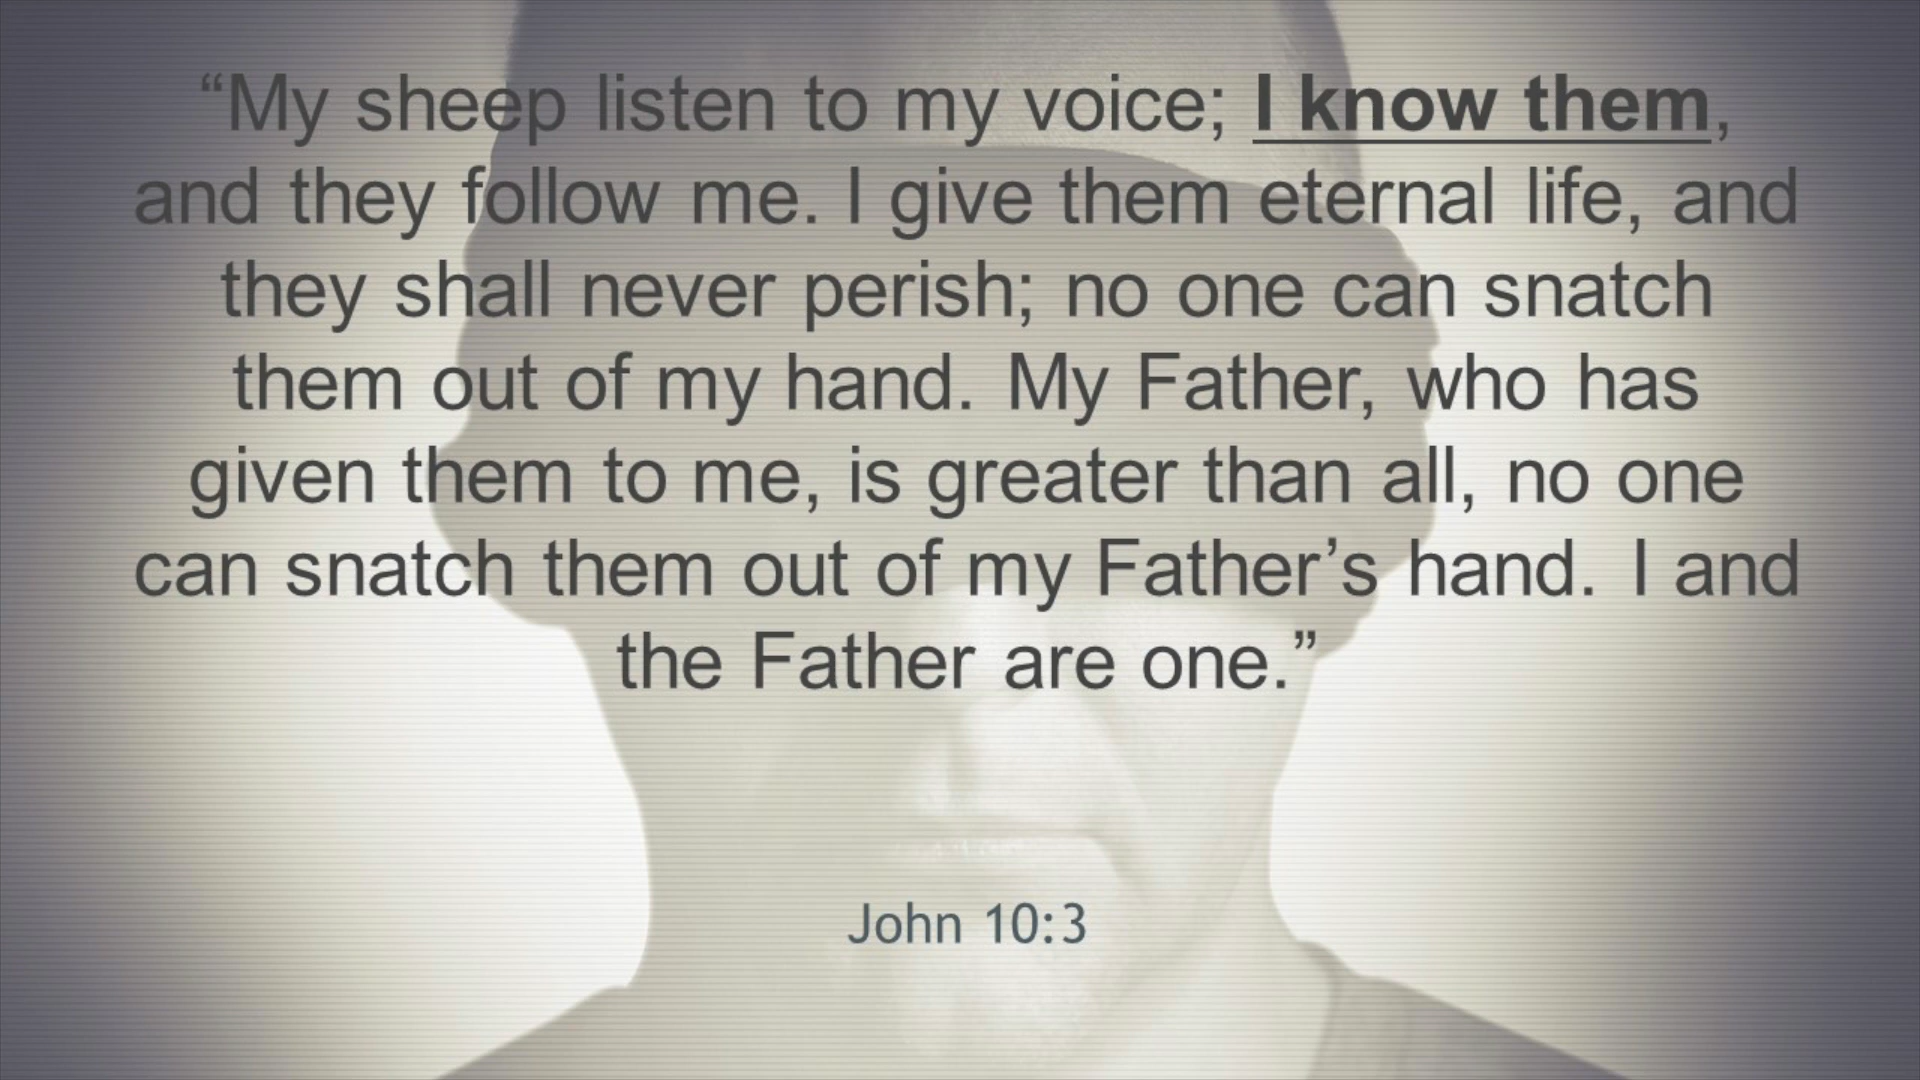 “My sheep listen to my voice; I know them,
and they follow me. I give them eternal life, and
they shall never perish; no one can snatch
them out of my hand. My Father, who has
given them to me, is greater than all, no one
can snatch them out of my Father’s hand. I and
the Father are one.”
John 10:3